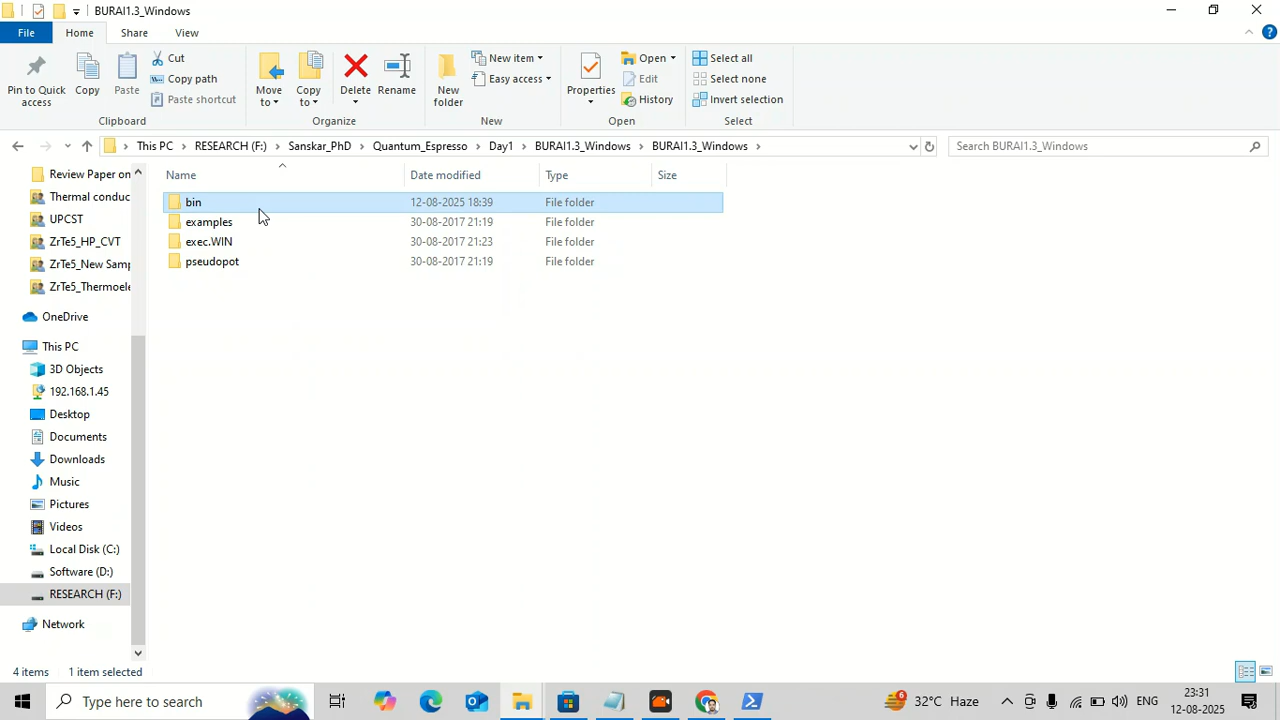 BURAI1.3_Windows
File Home Share View
Pin to Quick access
Copy
Paste
Cut
Copy path
Paste shortcut
Clipboard
Move to
Copy to
Delete
Rename
Organize
New folder
New item
Easy access
New
Properties
Open
Edit
History
Open
Select all
Select none
Invert selection
Select
This PC RESEARCH (F:) Sanskar_PhD Quantum_Espresso Day1 BURAI1.3_Windows BURAI1.3_Windows
Search BURAI1.3_Windows
Review Paper on
Thermal conduc
UPCST
ZrTe5_HP_CVT
ZrTe5_New Samp
ZrTe5_Thermoele
OneDrive
This PC
3D Objects
192.168.1.45
Desktop
Documents
Downloads
Music
Pictures
Videos
Local Disk (C:)
Software (D:)
RESEARCH (F:)
Network
Name Date modified Type Size
bin 12-08-2025 18:39 File folder
examples 30-08-2017 21:19 File folder
exec.WIN 30-08-2017 21:23 File folder
pseudopot 30-08-2017 21:19 File folder
4 items 1 item selected
Type here to search
6
32°C Haze
ENG
23:31
12-08-2025